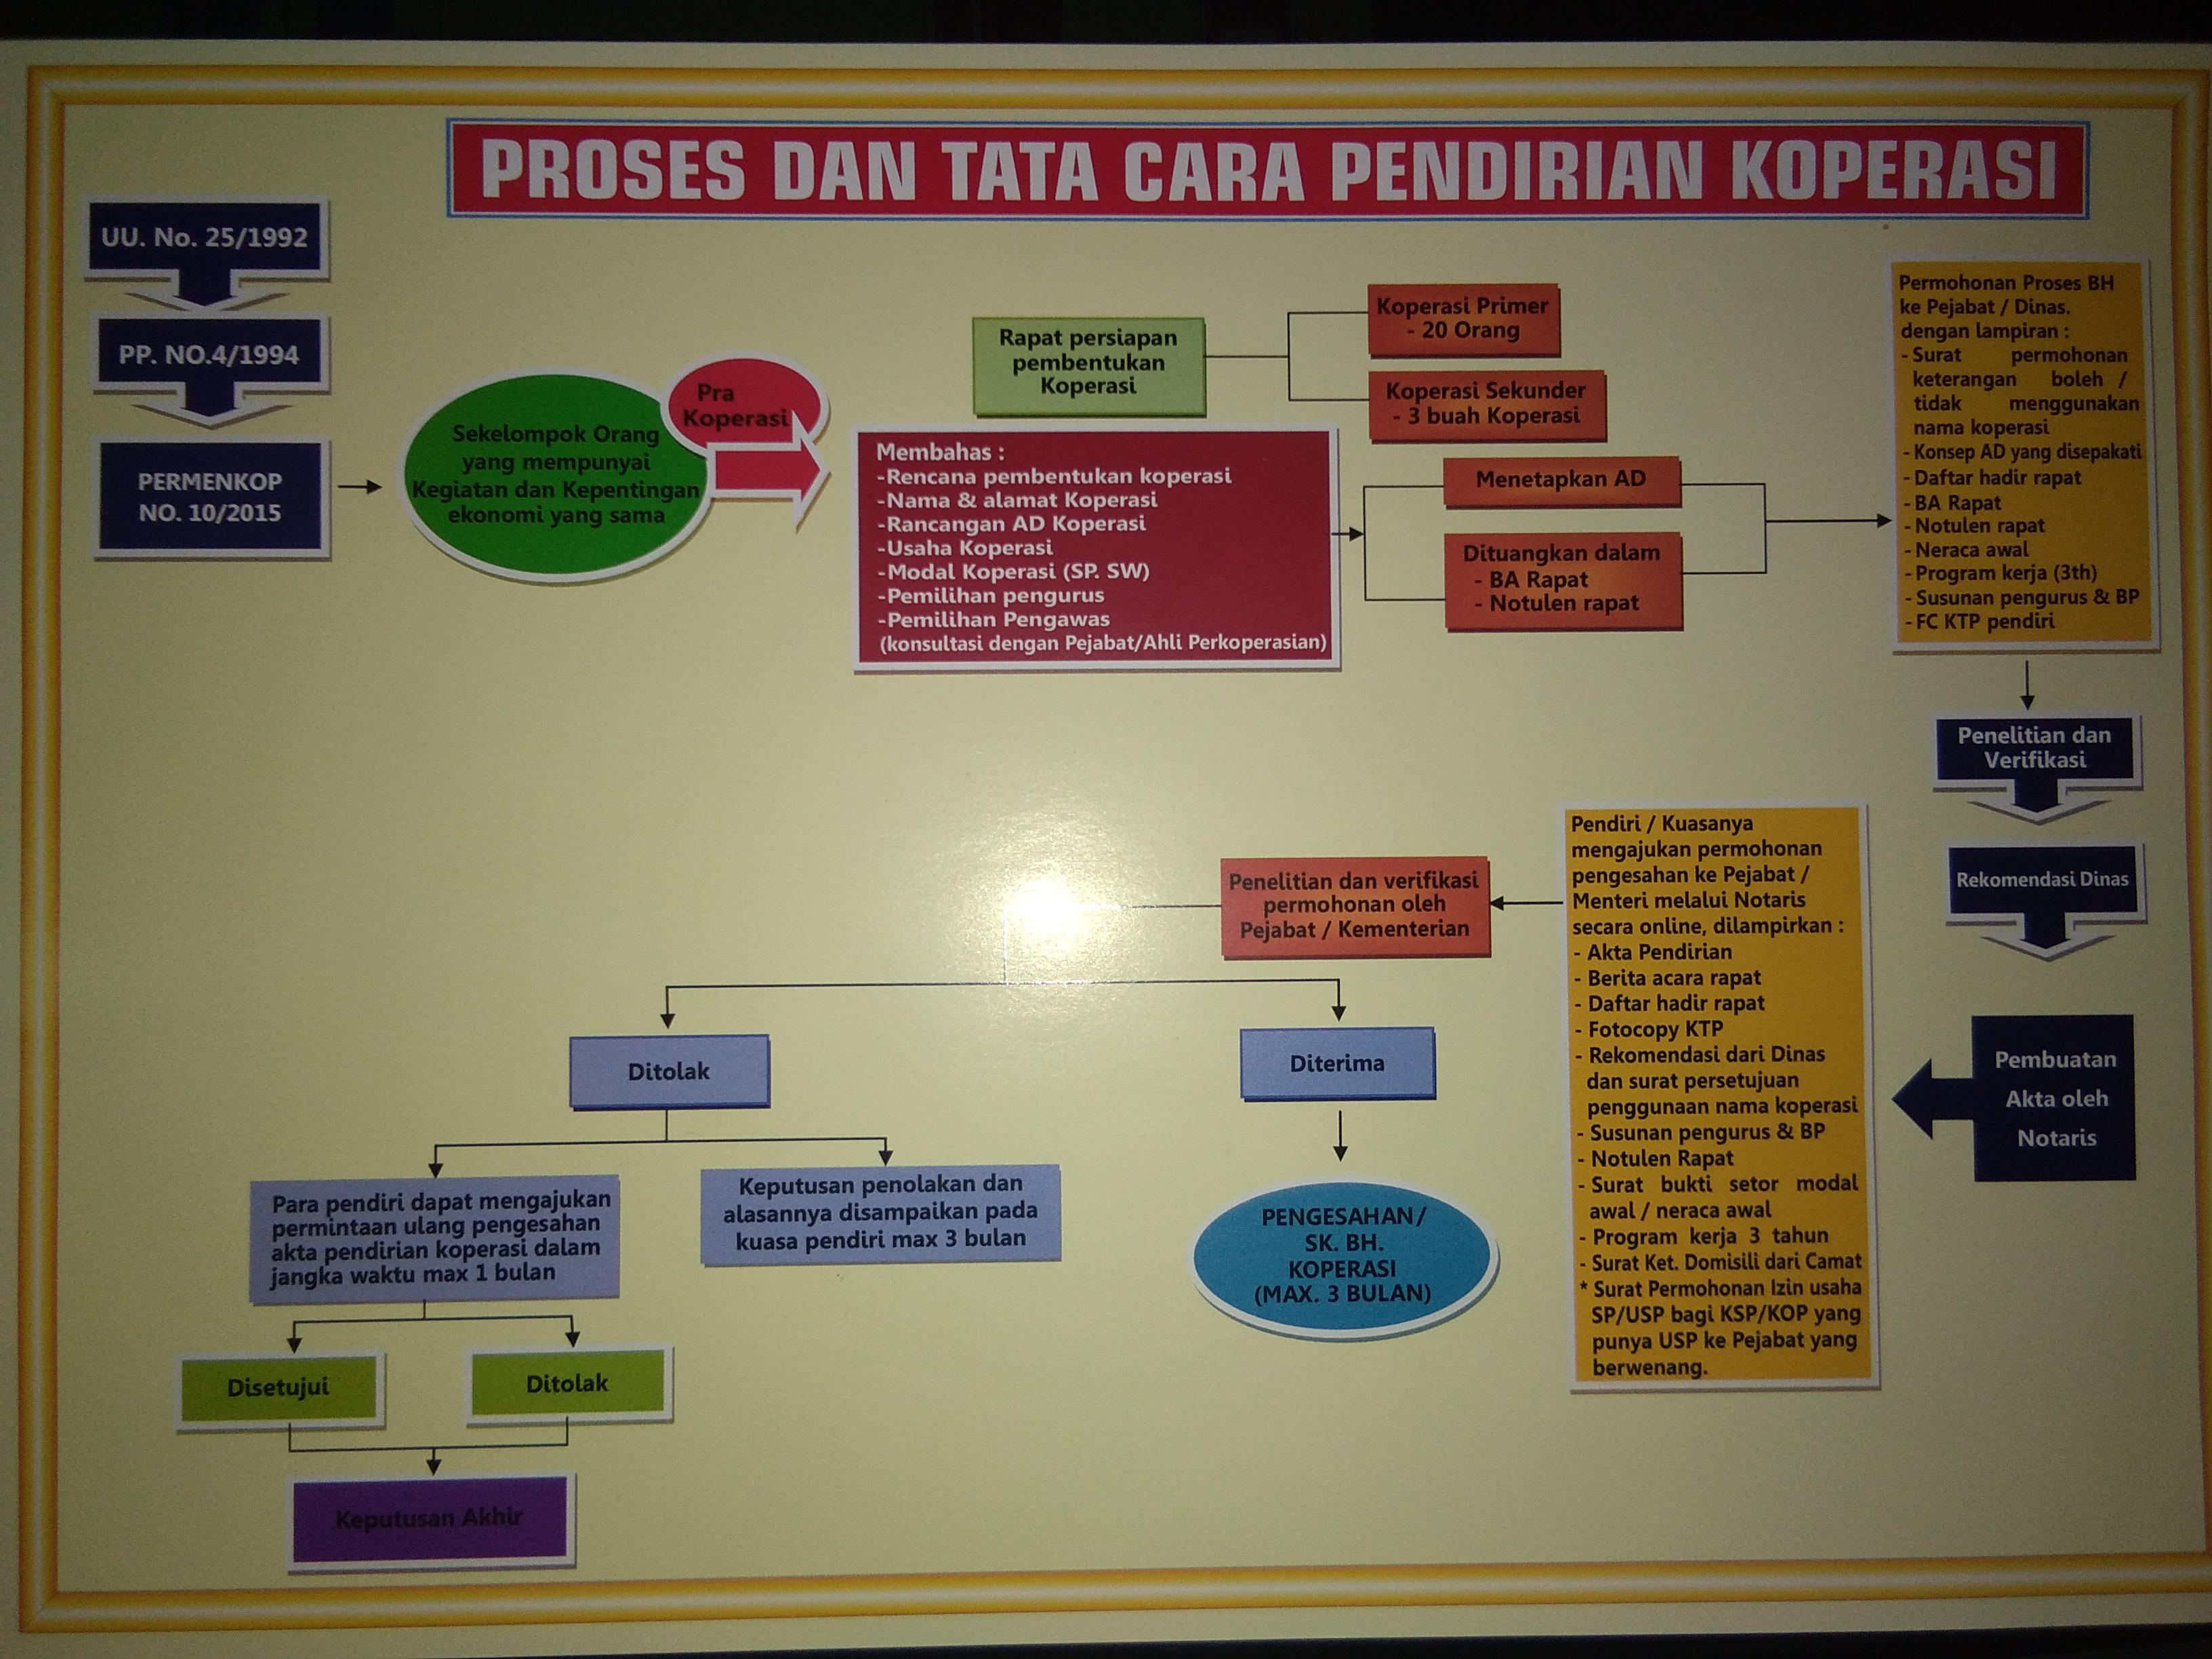 PROSES DAN TATA CARA PENDIRIAN KOPERASI
UU. No. 25/1992
PP. NO.4/1994
PERMENKOP
NO. 10/2015
Sekelompok Orang
yang mempunyai
Kegiatan dan Kepentingan
ekonomi yang sama
Pra
Koperasi
Rapat persiapan
pembentukan
Koperasi
Koperasi Primer
- 20 Orang
Koperasi Sekunder
- 3 buah Koperasi
Membahas :
-Rencana pembentukan koperasi
-Nama & alamat Koperasi
-Rancangan AD Koperasi
-Usaha Koperasi
-Modal Koperasi (SP. SW)
-Pemilihan pengurus
-Pemilihan Pengawas
(konsultasi dengan Pejabat/Ahli Perkoperasian)
Menetapkan AD
Dituangkan dalam
- BA Rapat
- Notulen rapat
Permohonan Proses BH
ke Pejabat / Dinas.
dengan lampiran :
- Surat permohonan
keterangan boleh /
tidak menggunakan
nama koperasi
- Konsep AD yang disepakati
- Daftar hadir rapat
- BA Rapat
- Notulen rapat
- Neraca awal
- Program kerja (3th)
- Susunan pengurus & BP
- FC KTP pendiri
Penelitian dan
Verifikasi
Rekomendasi Dinas
Pembuatan
Akta oleh
Notaris
Pendiri / Kuasanya
mengajukan permohonan
pengesahan ke Pejabat /
Menteri melalui Notaris
secara online, dilampirkan :
- Akta Pendirian
- Berita acara rapat
- Daftar hadir rapat
- Fotocopy KTP
- Rekomendasi dari Dinas
dan surat persetujuan
penggunaan nama koperasi
- Susunan pengurus & BP
- Notulen Rapat
- Surat bukti setor modal
awal / neraca awal
- Program kerja 3 tahun
- Surat Ket. Domisili dari Camat
* Surat Permohonan Izin usaha
SP/USP bagi KSP/KOP yang
punya USP ke Pejabat yang
berwenang.
Penelitian dan verifikasi
permohonan oleh
Pejabat / Kementerian
Ditolak
Diterima
Para pendiri dapat mengajukan
permintaan ulang pengesahan
akta pendirian koperasi dalam
jangka waktu max 1 bulan
Keputusan penolakan dan
alasannya disampaikan pada
kuasa pendiri max 3 bulan
PENGESAHAN/
SK. BH.
KOPERASI
(MAX. 3 BULAN)
Disetujui
Ditolak
Keputusan Akhir